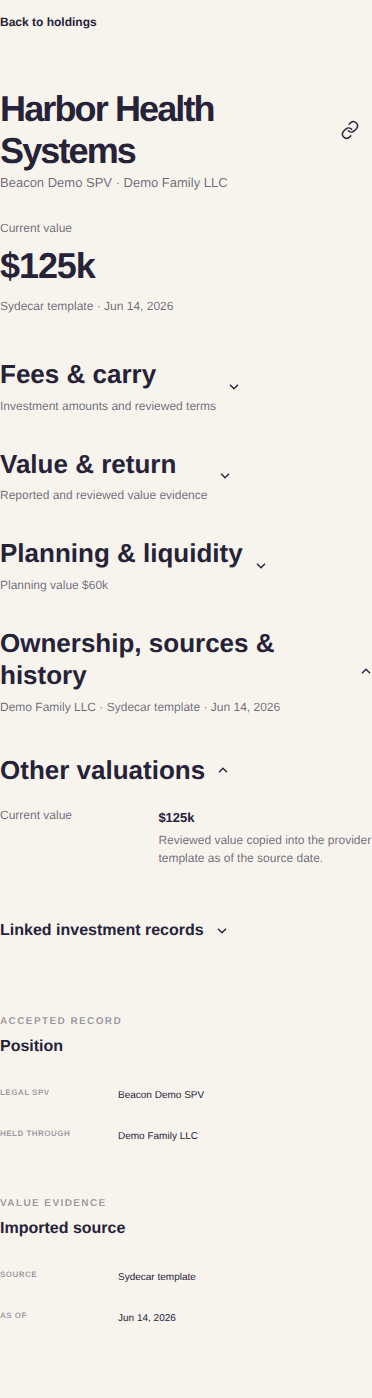 Back to holdings
Harbor Health
Systems
Beacon Demo SPV · Demo Family LLC
Current value
$125k
Sydecar template · Jun 14, 2026
Fees & carry
Investment amounts and reviewed terms
Value & return
Reported and reviewed value evidence
Planning & liquidity
Planning value $60k
Ownership, sources &
history
Demo Family LLC · Sydecar template · Jun 14, 2026
Other valuations
Current value
$125k
Reviewed value copied into the provider
template as of the source date.
Linked investment records
ACCEPTED RECORD
Position
LEGAL SPV
Beacon Demo SPV
HELD THROUGH
Demo Family LLC
VALUE EVIDENCE
Imported source
SOURCE
Sydecar template
AS OF
Jun 14, 2026